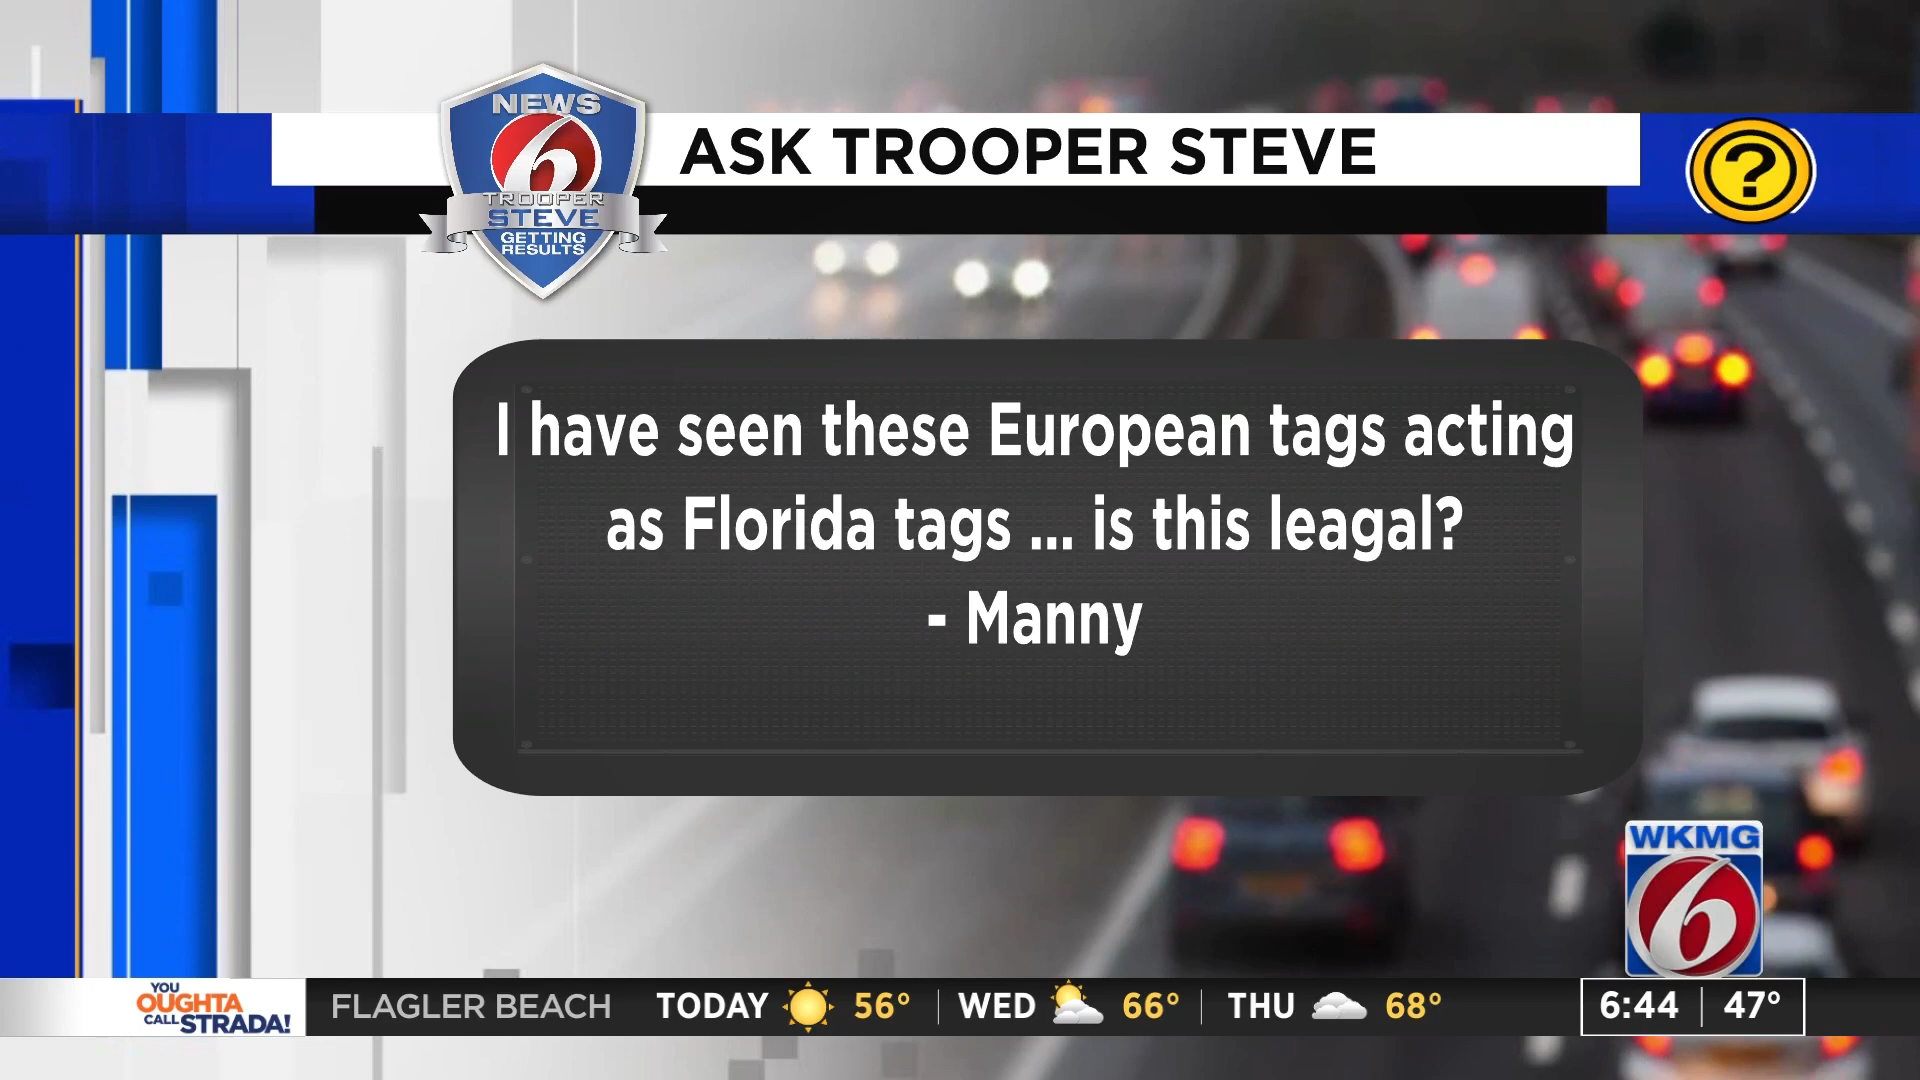 NEWS
6
TROOPER
STEVE
GETTING
RESULTS
ASK TROOPER STEVE
?
I have seen these European tags acting
as Florida tags ... is this leagal?
- Manny
WKMG
6
YOU
OUGHTA
CALL STRADA!
FLAGLER BEACH TODAY 56° WED 66° THU 68°
6:44 47°